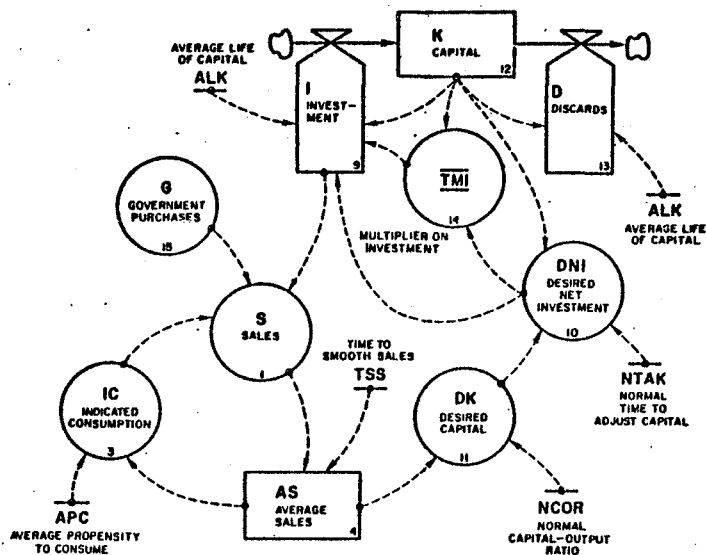 K
CAPITAL
12
AVERAGE LIFE
OF CAPITAL
ALK
I
INVEST-
MENT
9
D
DISCARDS
13
TMI
14
MULTIPLIER ON
INVESTMENT
ALK
AVERAGE LIFE
OF CAPITAL
G
GOVERNMENT
PURCHASES
15
DNI
DESIRED
NET
INVESTMENT
10
S
SALES
1
TIME TO
SMOOTH SALES
TSS
NTAK
NORMAL
TIME TO
ADJUST CAPITAL
IC
INDICATED
CONSUMPTION
3
DK
DESIRED
CAPITAL
11
APC
AVERAGE PROPENSITY
TO CONSUME
AS
AVERAGE
SALES
4
NCOR
NORMAL
CAPITAL-OUTPUT
RATIO